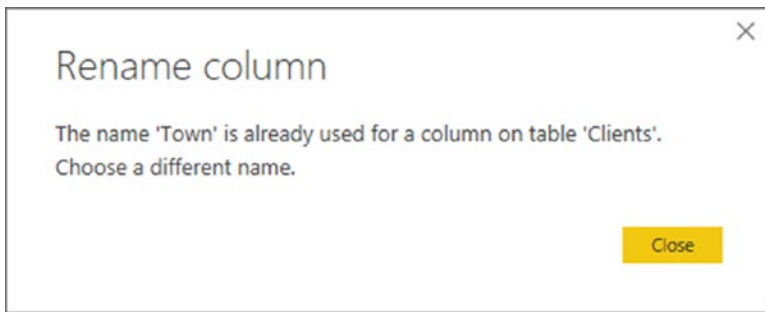 Rename column
The name 'Town' is already used for a column on table 'Clients'.
Choose a different name.
Close